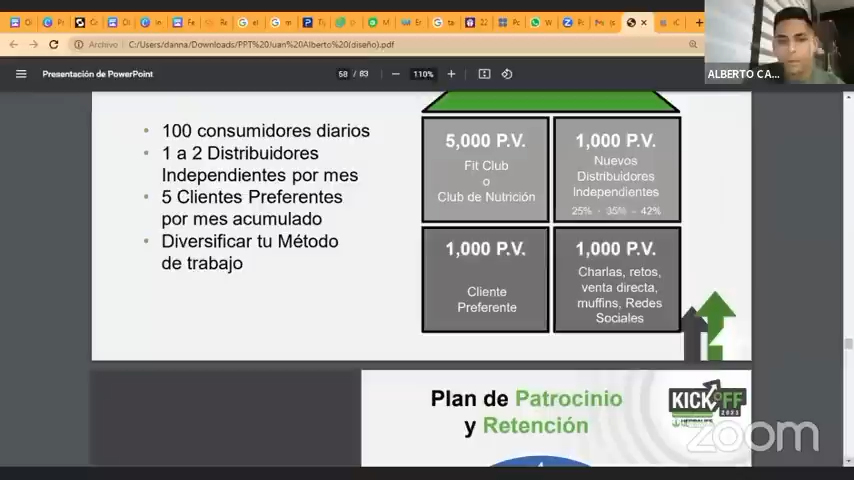 Archivo
C:/Users/danna/Downloads/PPT%20Juan%20Alberto%20(diseño).pdf
ALBERTO CA...
Presentación de PowerPoint
58 / 83
110%
• 100 consumidores diarios
• 1 a 2 Distribuidores
Independientes por mes
• 5 Clientes Preferentes
por mes acumulado
• Diversificar tu Método
de trabajo
5,000 P.V.
Fit Club
o
Club de Nutrición
1,000 P.V.
Nuevos
Distribuidores
Independientes
25% - 35% - 42%
1,000 P.V.
Cliente
Preferente
1,000 P.V.
Charlas, retos,
venta directa,
muffins, Redes
Sociales
Plan de Patrocinio
y Retención
KICKOFF
HERBALIFE
zoom